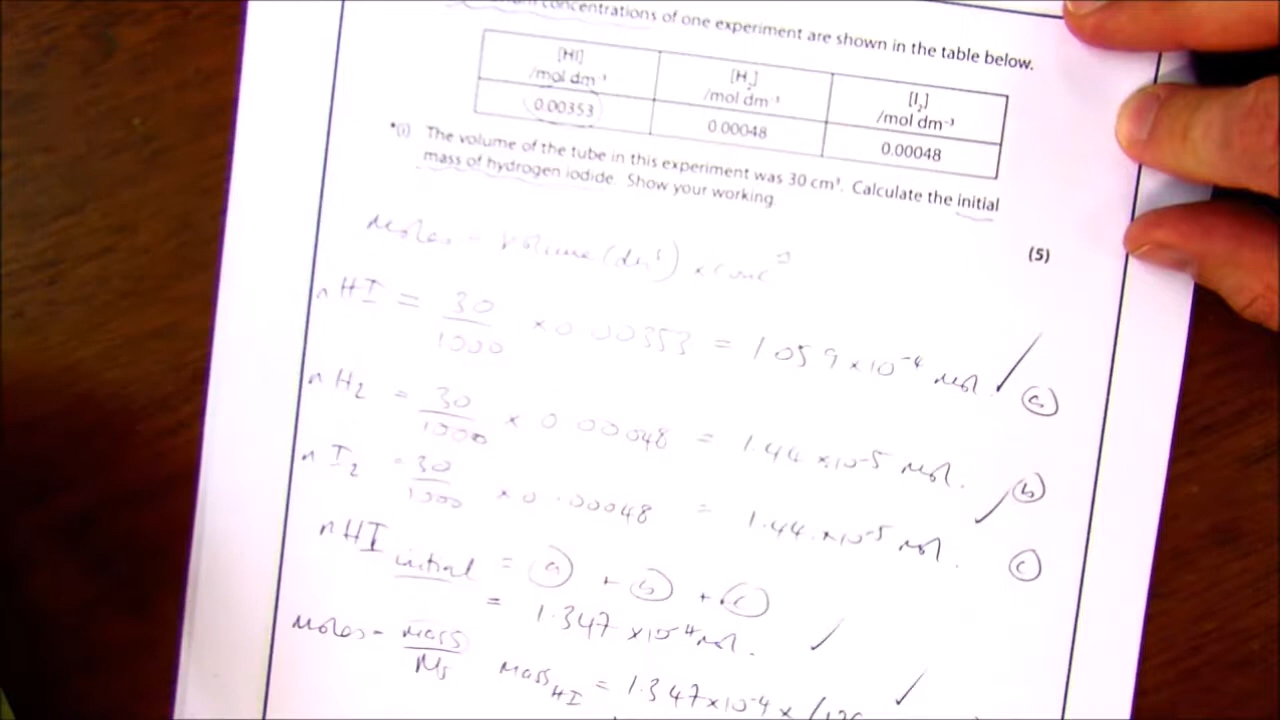 concentrations of one experiment are shown in the table below.
[HI] /mol dm⁻³ [H₂] /mol dm⁻³ [I₂] /mol dm⁻³
0.00353 0.00048 0.00048
*(i) The volume of the tube in this experiment was 30 cm³. Calculate the initial
mass of hydrogen iodide. Show your working.
(5)
Moles = Volume (dm³) × conc
nHI = 30/1000 × 0.00353 = 1.059 × 10⁻⁴ mol. ✓ (a)
nH₂ = 30/1000 × 0.00048 = 1.44 × 10⁻⁵ mol. (b)
nI₂ = 30/1000 × 0.00048 = 1.44 × 10⁻⁵ mol. ✓ (c)
nHI initial = (a) + (b) + (c)
= 1.347 × 10⁻⁴ mol. ✓
Moles = mass/Mr mass HI = 1.347 × 10⁻⁴ × ✓